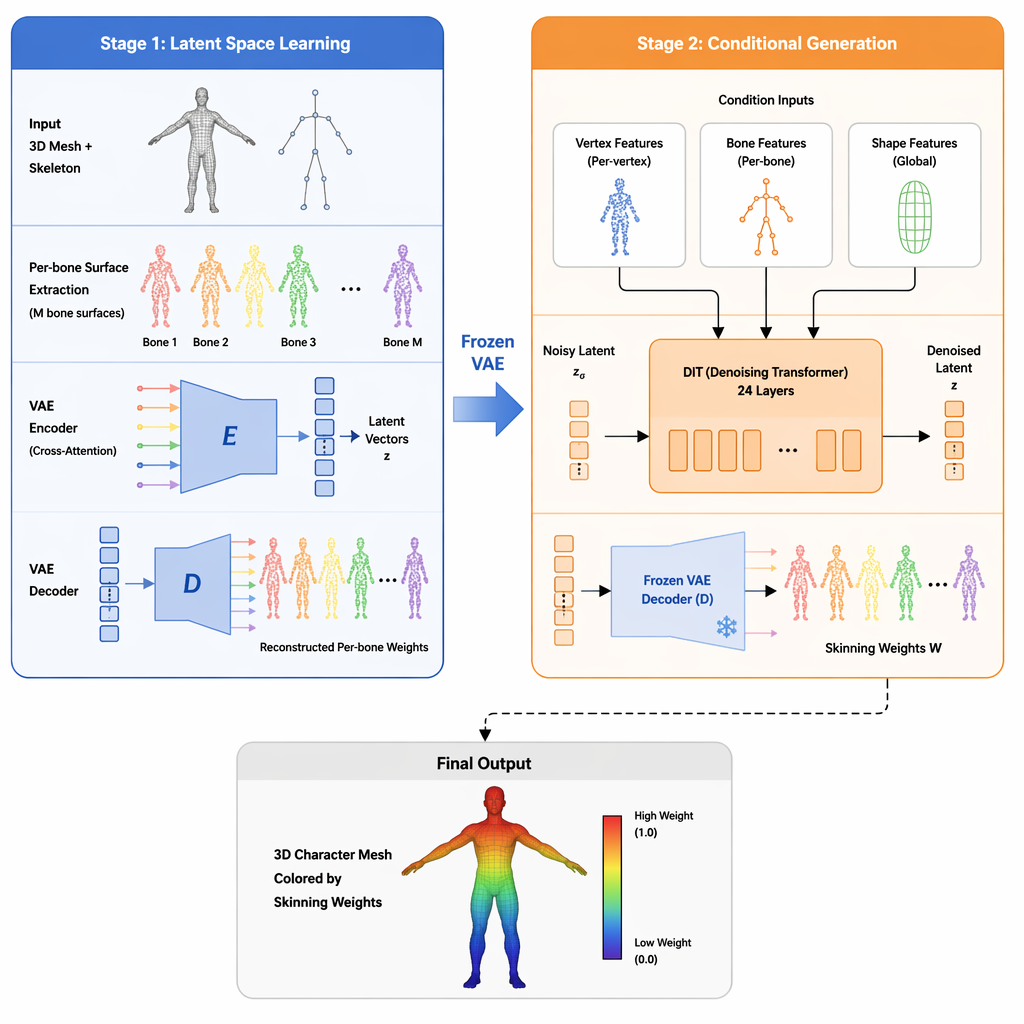 Stage 1: Latent Space Learning
Input
3D Mesh +
Skeleton
Per-bone Surface
Extraction
(M bone surfaces)
Bone 1
Bone 2
Bone 3
Bone M
VAE
Encoder
(Cross-Attention)
E
Latent
Vectors
z
VAE
Decoder
D
Reconstructed Per-bone Weights
Frozen
VAE
Stage 2: Conditional Generation
Condition Inputs
Vertex Features
(Per-vertex)
Bone Features
(Per-bone)
Shape Features
(Global)
Noisy Latent
zσ
DIT (Denoising Transformer)
24 Layers
Denoised
Latent
z
Frozen VAE
Decoder (D)
Skinning Weights W
Final Output
3D Character Mesh
Colored by
Skinning Weights
High Weight
(1.0)
Low Weight
(0.0)